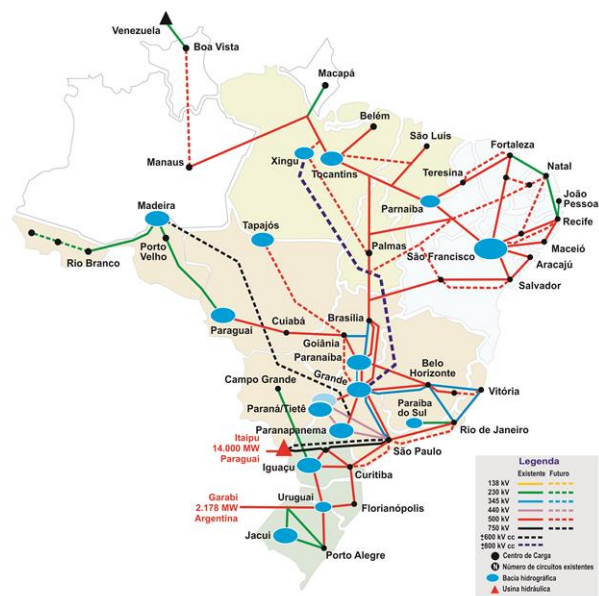 Venezuela
Boa Vista
Macapá
Belém
São Luís
Fortaleza
Manaus
Xingu
Tocantins
Teresina
Natal
Parnaíba
João
Pessoa
Recife
Madeira
Tapajós
Palmas
São Francisco
Maceió
Aracajú
Salvador
Porto
Velho
Rio Branco
Paraguai
Cuiabá
Brasília
Goiânia
Paranaíba
Belo
Horizonte
Campo Grande
Grande
Vitória
Paraná/Tietê
Paraíba
do Sul
Paranapanema
Rio de Janeiro
Itaipu
14.000 MW
Paraguai
São Paulo
Iguaçu
Curitiba
Garabi
2.178 MW
Argentina
Uruguai
Florianópolis
Jacui
Porto Alegre
Legenda
Existente Futuro
138 kV
230 kV
345 kV
440 kV
500 kV
750 kV
±600 kV cc
±800 kV cc
Centro de Carga
N Número de circuitos existentes
Bacia hidrográfica
Usina hidráulica